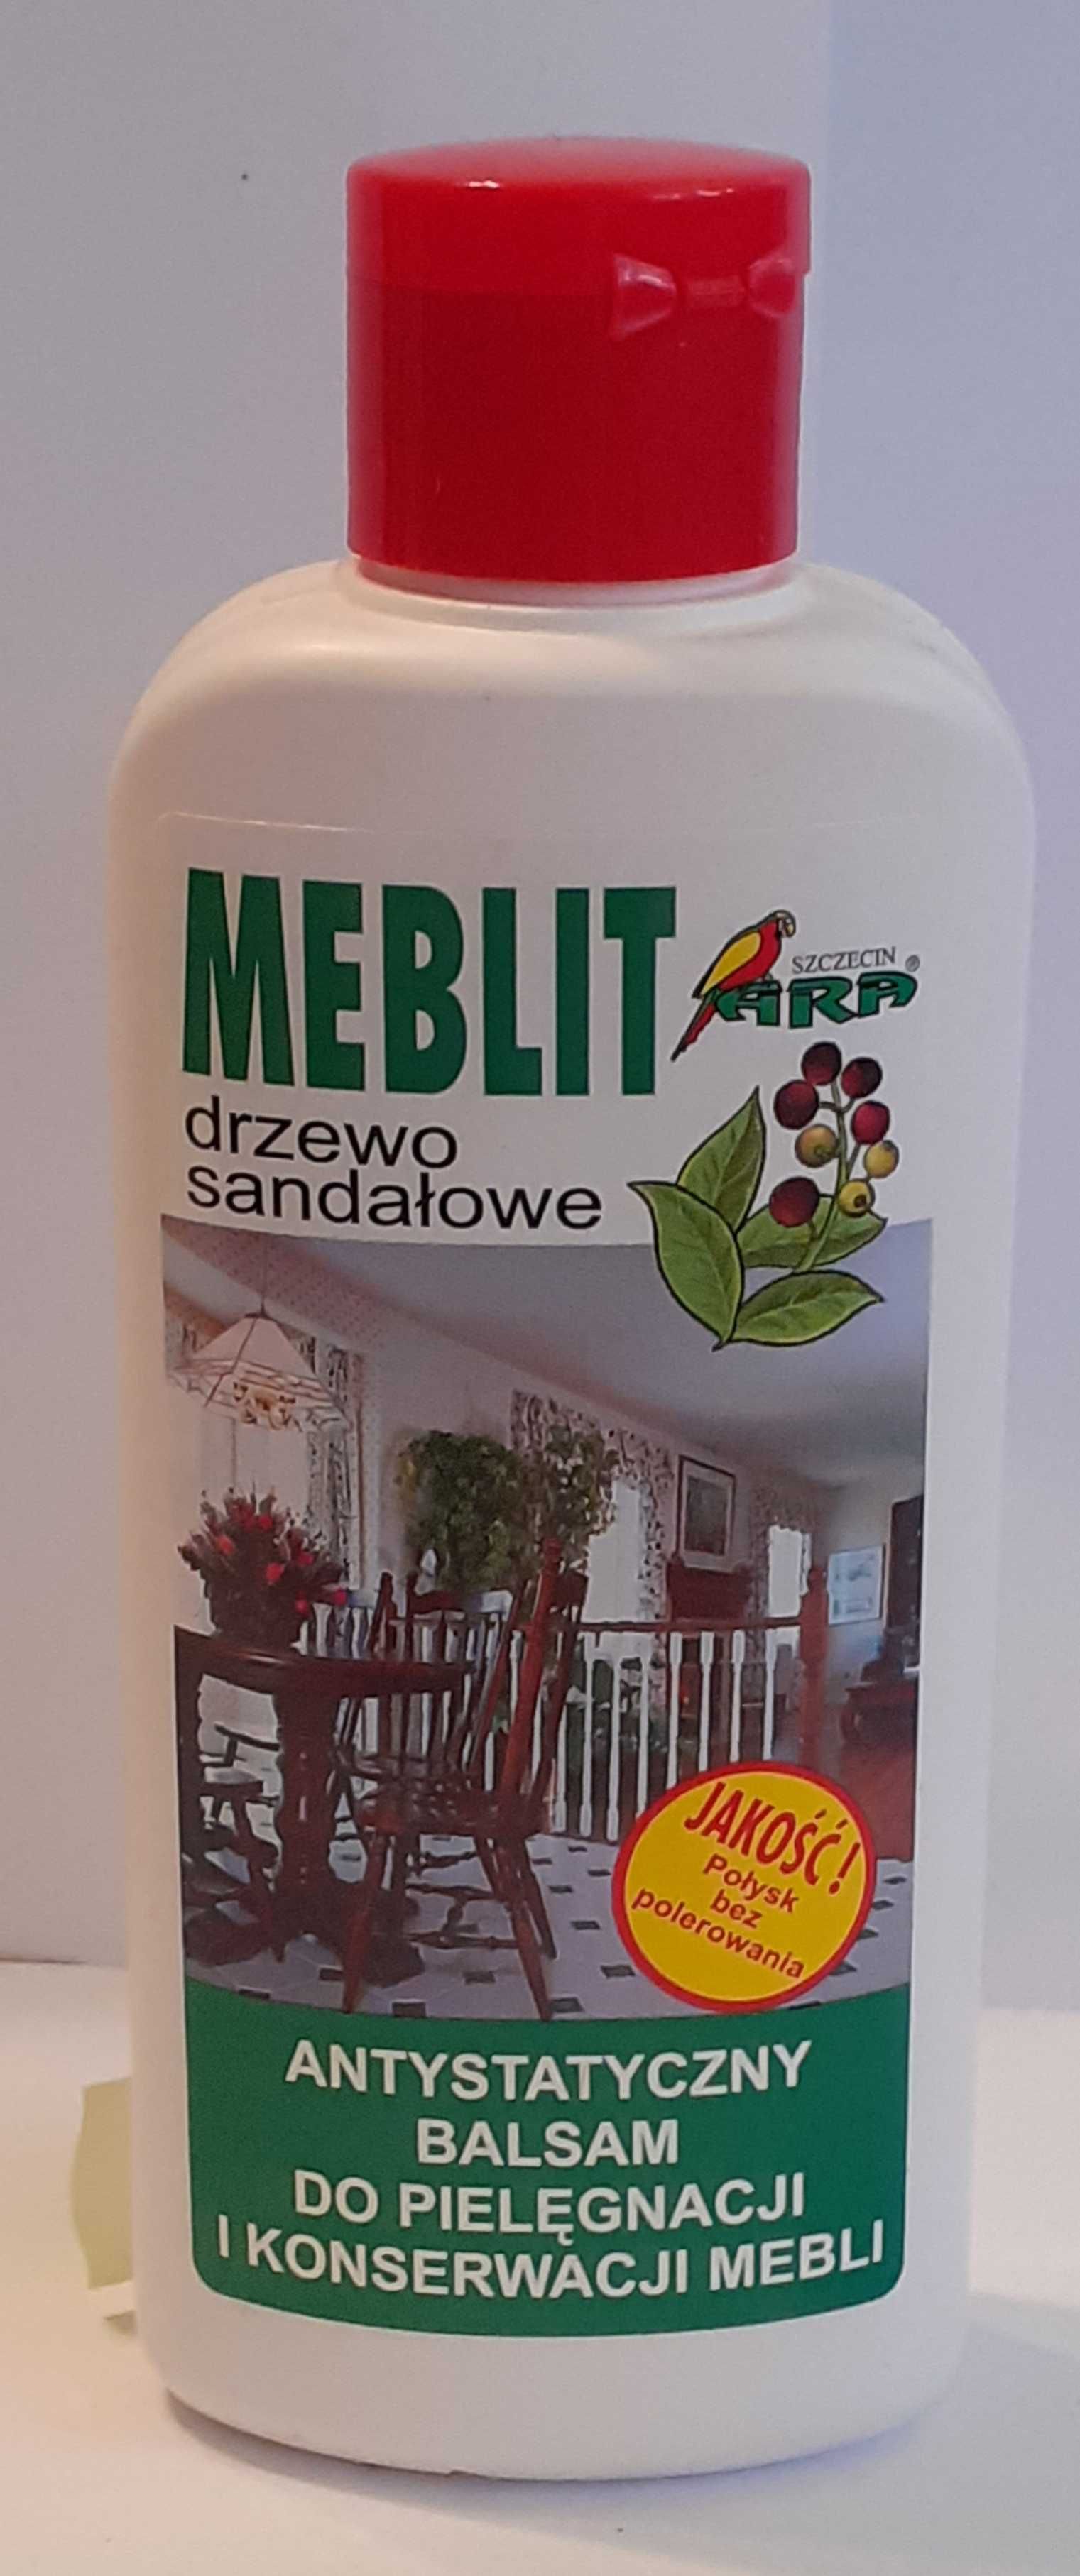 MEBLIT
SZCZECIN
ARA®
drzewo
sandałowe
JAKOŚĆ!
Połysk
bez
polerowania
ANTYSTATYCZNY
BALSAM
DO PIELĘGNACJI
I KONSERWACJI MEBLI